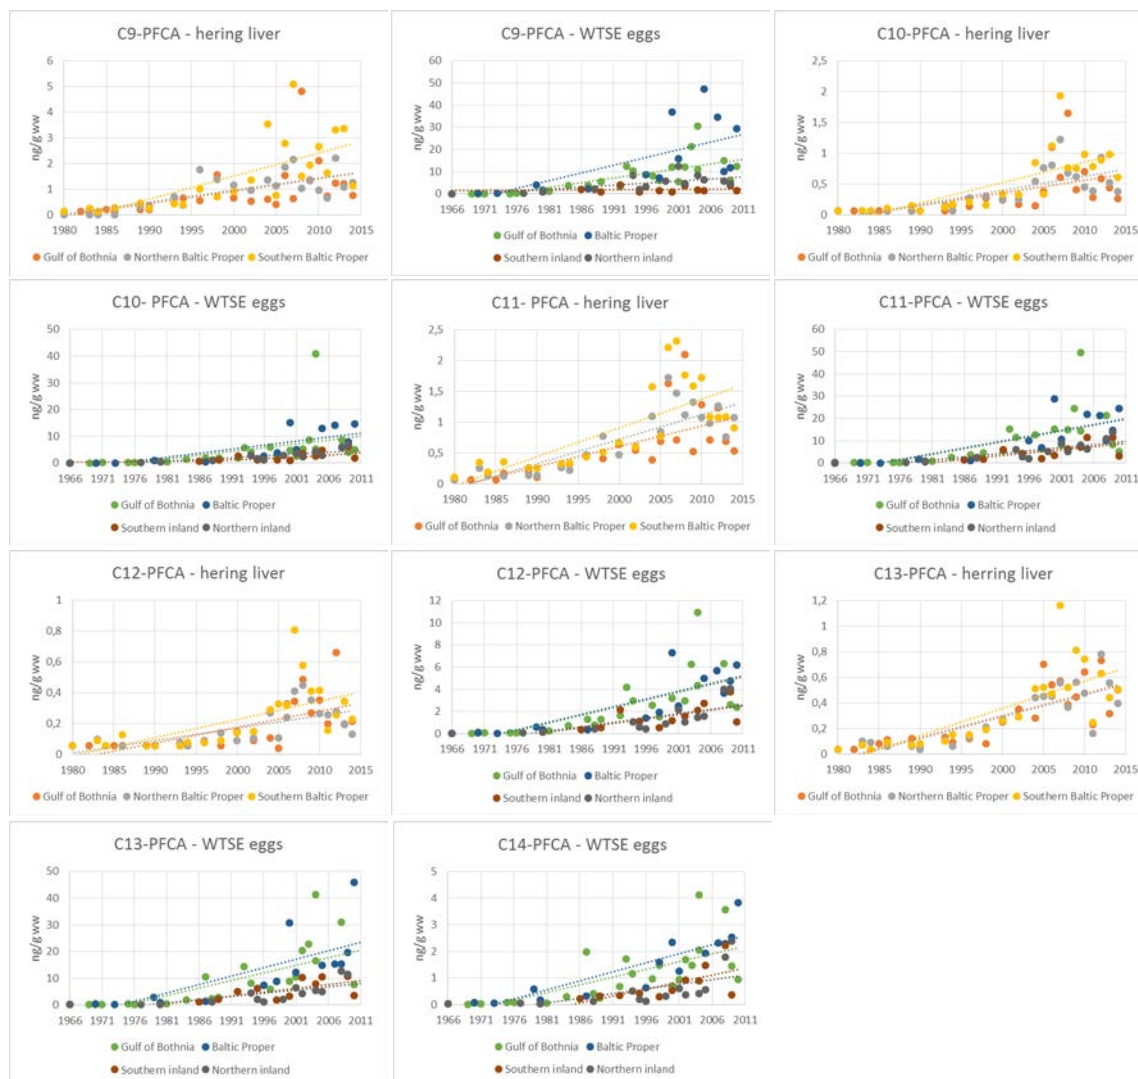 C9-PFCA - hering liver
ng/g ww
6
5
4
3
2
1
0
1980 1985 1990 1995 2000 2005 2010 2015
Gulf of Bothnia Northern Baltic Proper Southern Baltic Proper
C9-PFCA - WTSE eggs
ng/g ww
60
50
40
30
20
10
0
1966 1971 1976 1981 1986 1991 1996 2001 2006 2011
Gulf of Bothnia Baltic Proper
Southern inland Northern inland
C10-PFCA - hering liver
ng/g ww
2,5
2
1,5
1
0,5
0
1980 1985 1990 1995 2000 2005 2010 2015
Gulf of Bothnia Northern Baltic Proper Southern Baltic Proper
C10- PFCA - WTSE eggs
ng/g ww
50
40
30
20
10
0
1966 1971 1976 1981 1986 1991 1996 2001 2006 2011
Gulf of Bothnia Baltic Proper
Southern inland Northern inland
C11- PFCA - hering liver
ng/g ww
2,5
2
1,5
1
0,5
0
1980 1985 1990 1995 2000 2005 2010 2015
Gulf of Bothnia Northern Baltic Proper Southern Baltic Proper
C11-PFCA - WTSE eggs
ng/g ww
60
50
40
30
20
10
0
1966 1971 1976 1981 1986 1991 1996 2001 2006 2011
Gulf of Bothnia Baltic Proper
Southern inland Northern inland
C12-PFCA - hering liver
ng/g ww
1
0,8
0,6
0,4
0,2
0
1980 1985 1990 1995 2000 2005 2010 2015
Gulf of Bothnia Northern Baltic Proper Southern Baltic Proper
C12-PFCA - WTSE eggs
ng/g ww
12
10
8
6
4
2
0
1966 1971 1976 1981 1986 1991 1996 2001 2006 2011
Gulf of Bothnia Baltic Proper
Southern inland Northern inland
C13-PFCA - herring liver
ng/g ww
1,2
1
0,8
0,6
0,4
0,2
0
1980 1985 1990 1995 2000 2005 2010 2015
Gulf of Bothnia Northern Baltic Proper Southern Baltic Proper
C13-PFCA - WTSE eggs
ng/g ww
50
40
30
20
10
0
1966 1971 1976 1981 1986 1991 1996 2001 2006 2011
Gulf of Bothnia Baltic Proper
Southern inland Northern inland
C14-PFCA - WTSE eggs
ng/g ww
5
4
3
2
1
0
1966 1971 1976 1981 1986 1991 1996 2001 2006 2011
Gulf of Bothnia Baltic Proper
Southern inland Northern inland